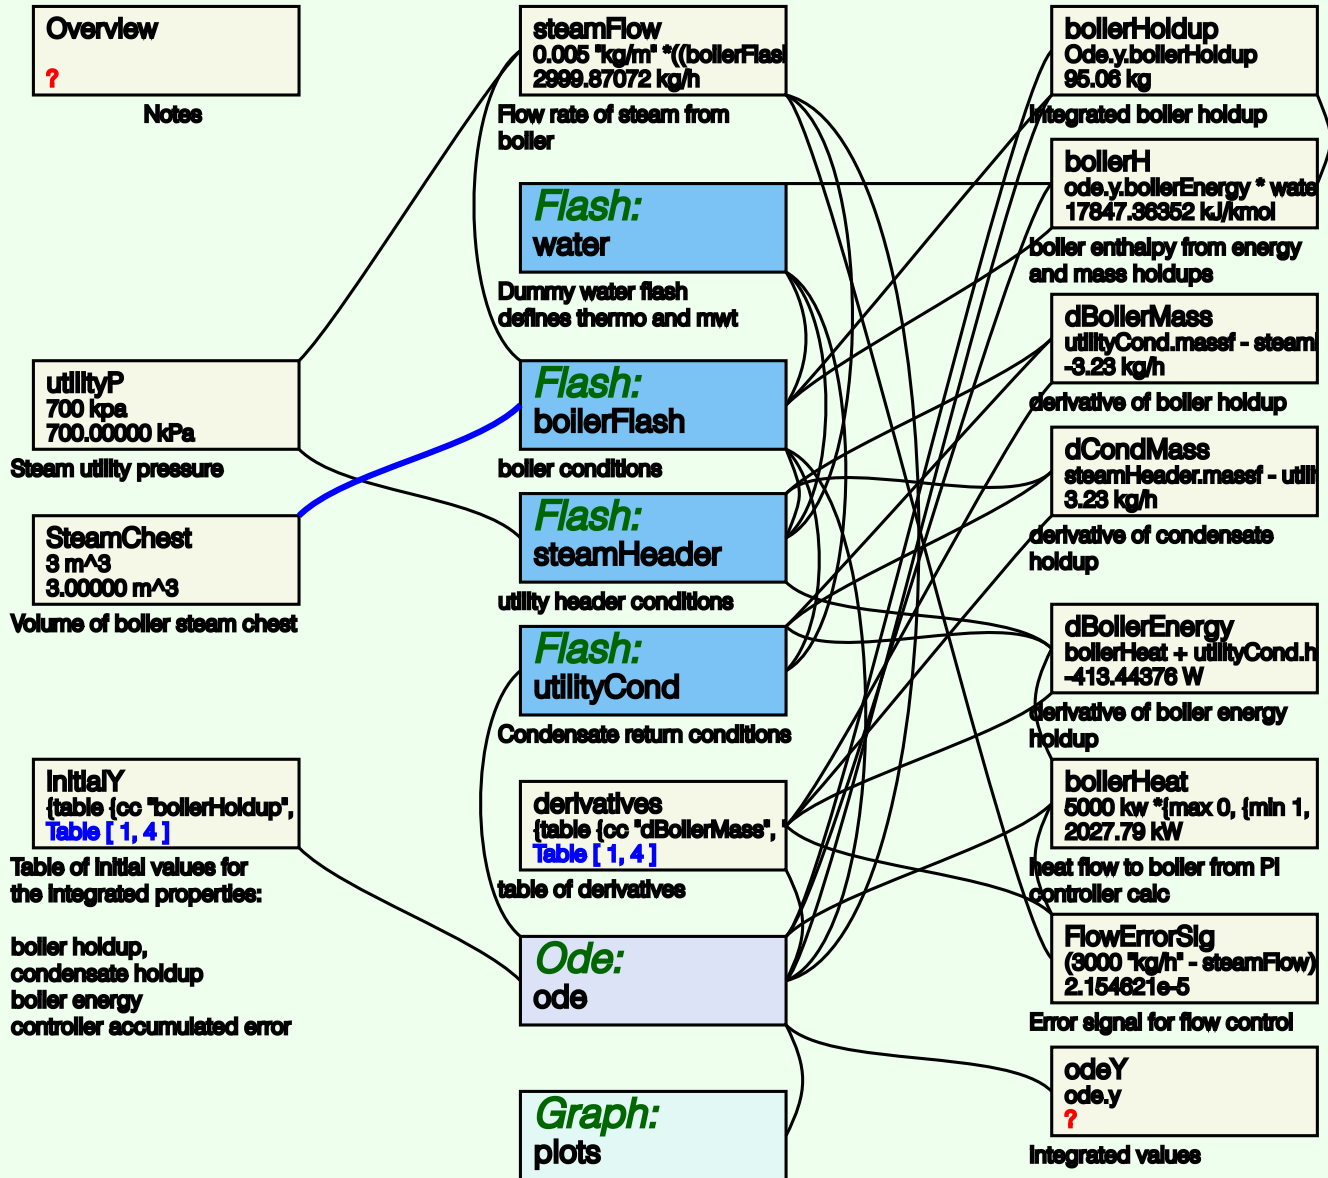 Overview
?
Notes
utilityP
700 kpa
700.00000 kPa
Steam utility pressure
SteamChest
3 m^3
3.00000 m^3
Volume of boiler steam chest
InitialY
{table {cc "boilerHoldup",
Table [ 1, 4 ]
Table of initial values for
the integrated properties:
boiler holdup,
condensate holdup
boiler energy
controller accumulated error
steamFlow
0.005 "kg/m" *((boilerFlash
2999.87072 kg/h
Flow rate of steam from
boiler
Flash:
water
Dummy water flash
defines thermo and mwt
Flash:
boilerFlash
boiler conditions
Flash:
steamHeader
utility header conditions
Flash:
utilityCond
Condensate return conditions
derivatives
{table {cc "dBoilerMass", "
Table [ 1, 4 ]
table of derivatives
Ode:
ode
Graph:
plots
boilerHoldup
Ode.y.boilerHoldup
95.06 kg
Integrated boiler holdup
boilerH
ode.y.boilerEnergy * wate
17847.36352 kJ/kmol
boiler enthalpy from energy
and mass holdups
dBoilerMass
utilityCond.massf - steam
-3.23 kg/h
derivative of boiler holdup
dCondMass
steamHeader.massf - utili
3.23 kg/h
derivative of condensate
holdup
dBoilerEnergy
boilerHeat + utilityCond.h
-413.44376 W
derivative of boiler energy
holdup
boilerHeat
5000 kw *{max 0, {min 1,
2027.79 kW
heat flow to boiler from PI
controller calc
FlowErrorSig
(3000 "kg/h" - steamFlow)
2.154621e-5
Error signal for flow control
odeY
ode.y
?
Integrated values